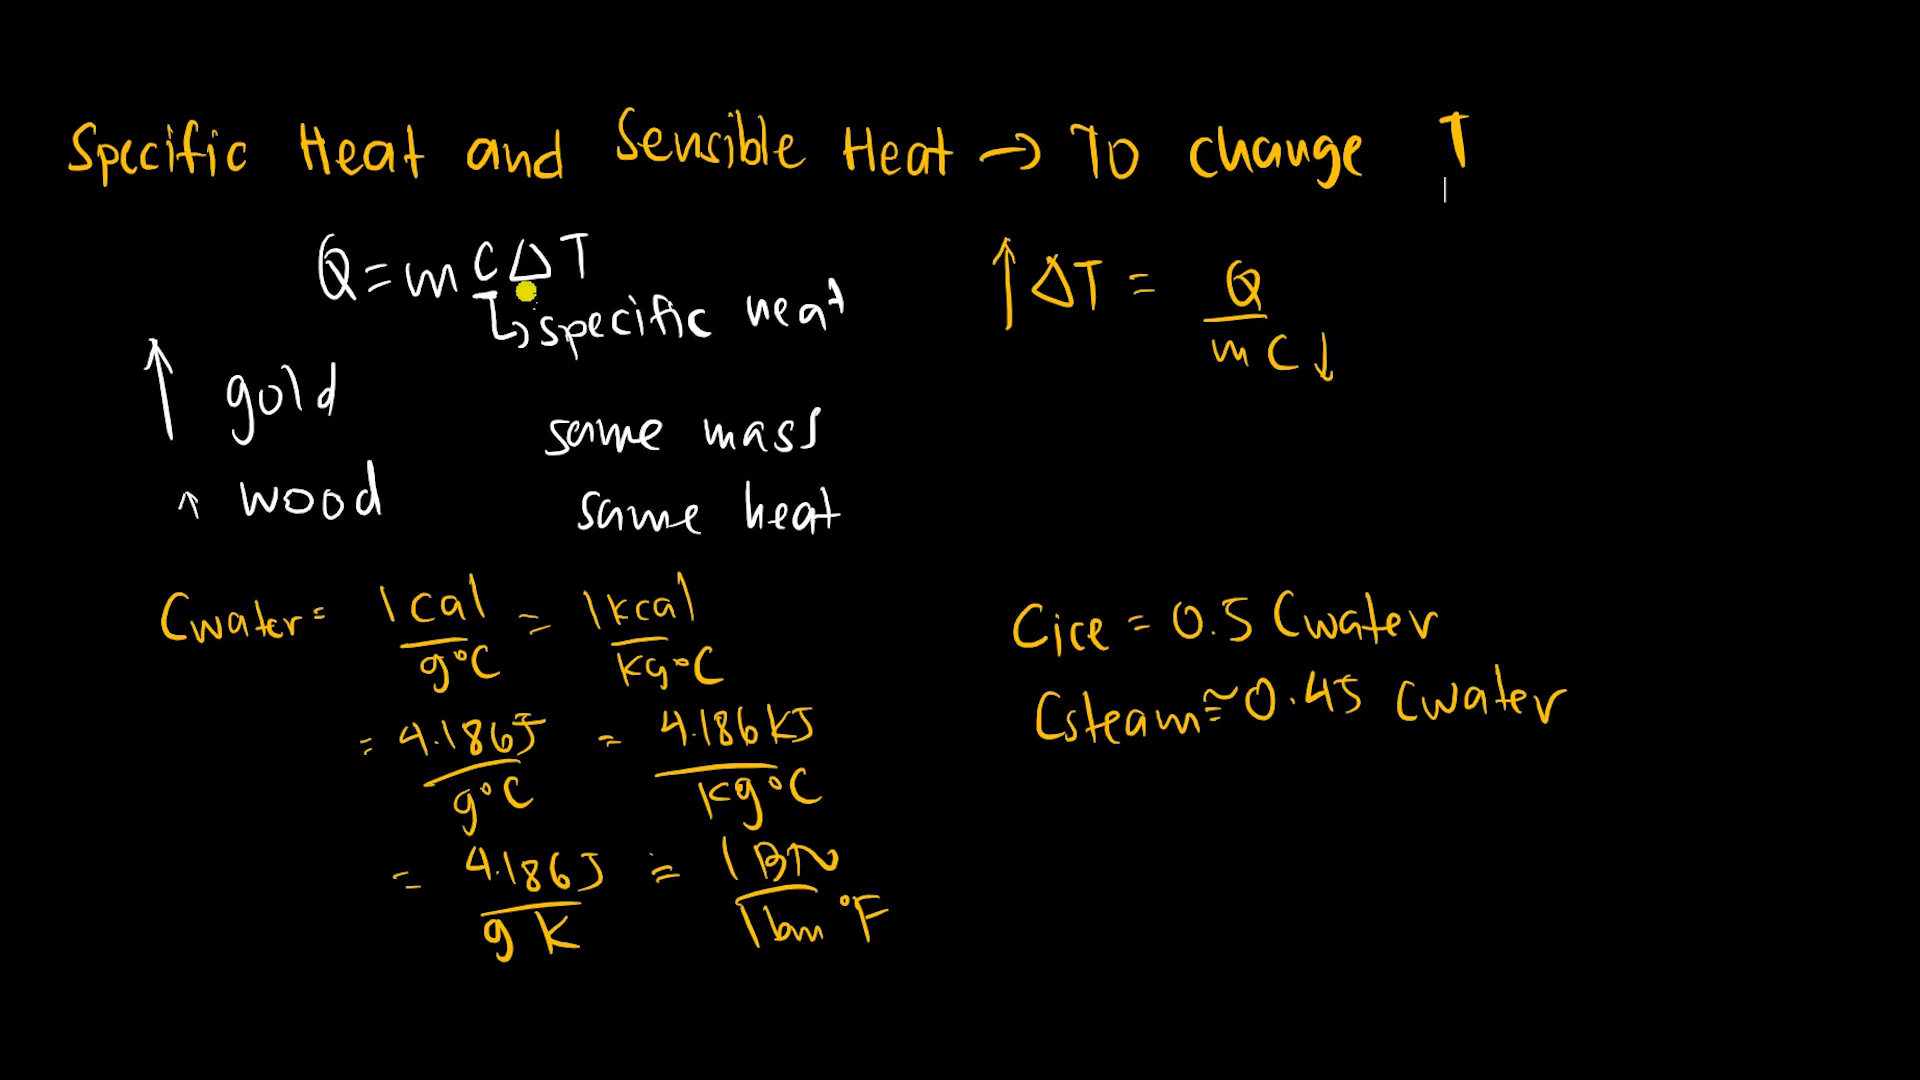 Specific Heat and Sensible Heat → To change T
Q = m C Δ T
↳ specific heat
↑ ΔT = Q / m C ↓
↑ gold
same mass
↑ wood
same heat
Cwater = 1 cal / g°C = 1 kcal / kg°C
= 4.186 J / g°C = 4.186 kJ / kg°C
= 4.186 J / g K = 1 BTU / lbm °F
Cice = 0.5 Cwater
Csteam ≈ 0.45 Cwater